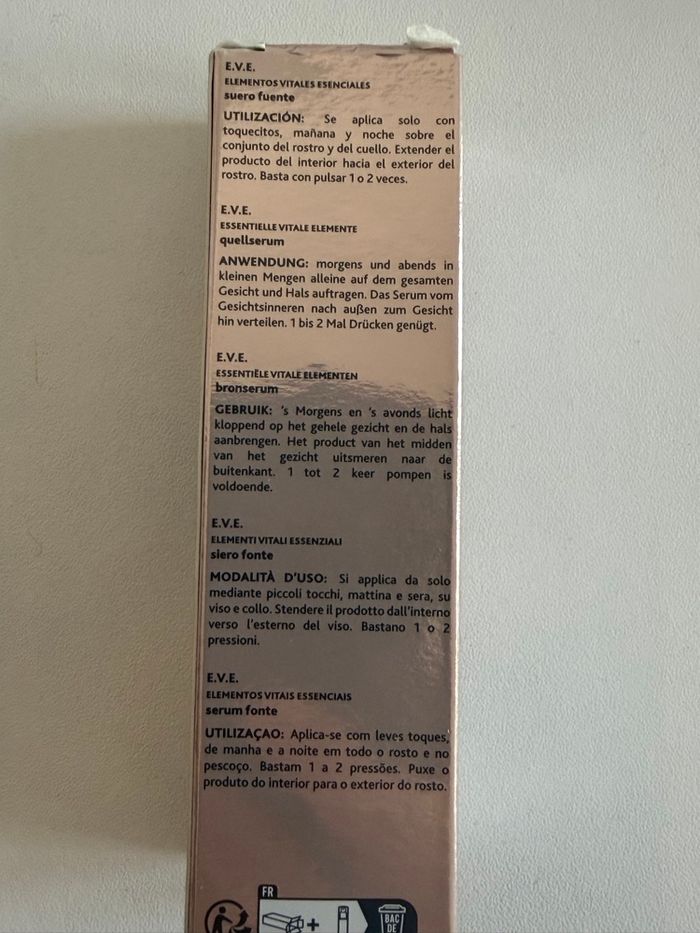 E.V.E.
ELEMENTOS VITALES ESENCIALES
suero fuente
UTILIZACIÓN: Se aplica solo con
toquecitos, mañana y noche sobre el
conjunto del rostro y del cuello. Extender el
producto del interior hacia el exterior del
rostro. Basta con pulsar 1 o 2 veces.
E.V.E.
ESSENTIELLE VITALE ELEMENTE
quellserum
ANWENDUNG: morgens und abends in
kleinen Mengen alleine auf dem gesamten
Gesicht und Hals auftragen. Das Serum vom
Gesichtsinneren nach außen zum Gesicht
hin verteilen. 1 bis 2 Mal Drücken genügt.
E.V.E.
ESSENTIËLE VITALE ELEMENTEN
bronserum
GEBRUIK: 's Morgens en 's avonds licht
kloppend op het gehele gezicht en de hals
aanbrengen. Het product van het midden
van het gezicht uitsmeren naar de
buitenkant. 1 tot 2 keer pompen is
voldoende.
E.V.E.
ELEMENTI VITALI ESSENZIALI
siero fonte
MODALITÀ D'USO: Si applica da solo
mediante piccoli tocchi, mattina e sera, su
viso e collo. Stendere il prodotto dall'interno
verso l'esterno del viso. Bastano 1 o 2
pressioni.
E.V.E.
ELEMENTOS VITAIS ESSENCIAIS
serum fonte
UTILIZAÇAO: Aplica-se com leves toques,
de manha e a noite em todo o rosto e no
pescoço. Bastam 1 a 2 pressões. Puxe o
produto do interior para o exterior do rosto.
FR
+
BAC
DE